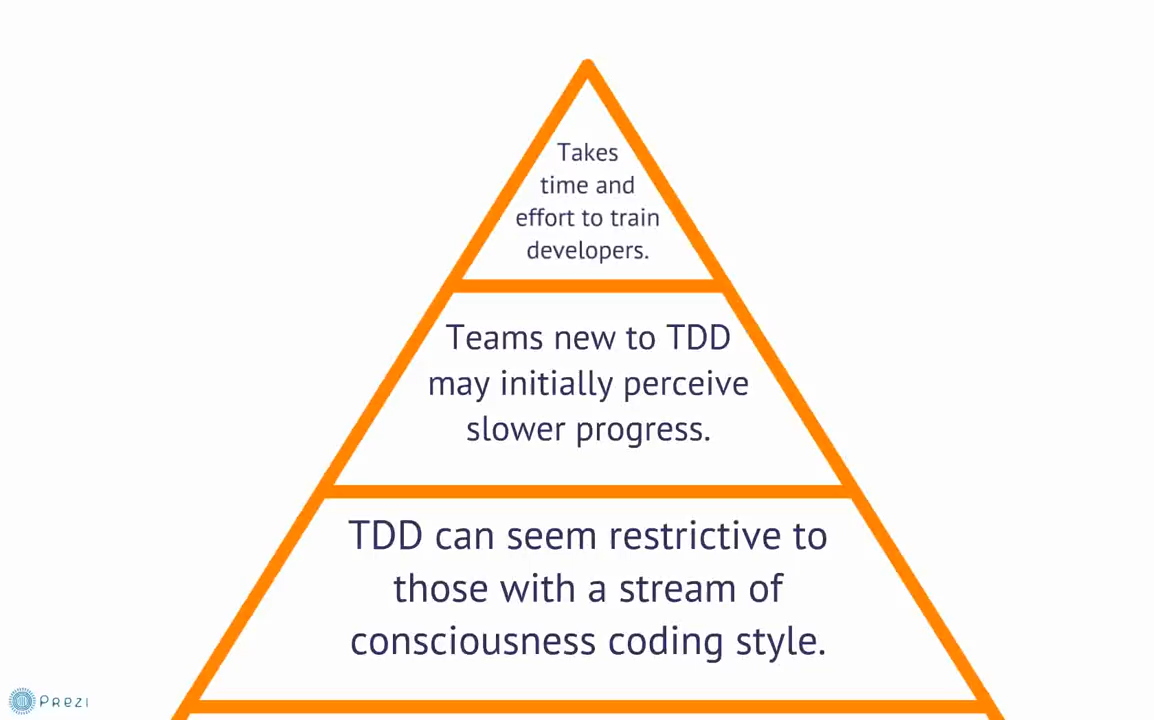 Takes
time and
effort to train
developers.
Teams new to TDD
may initially perceive
slower progress.
TDD can seem restrictive to
those with a stream of
consciousness coding style.
Prezi